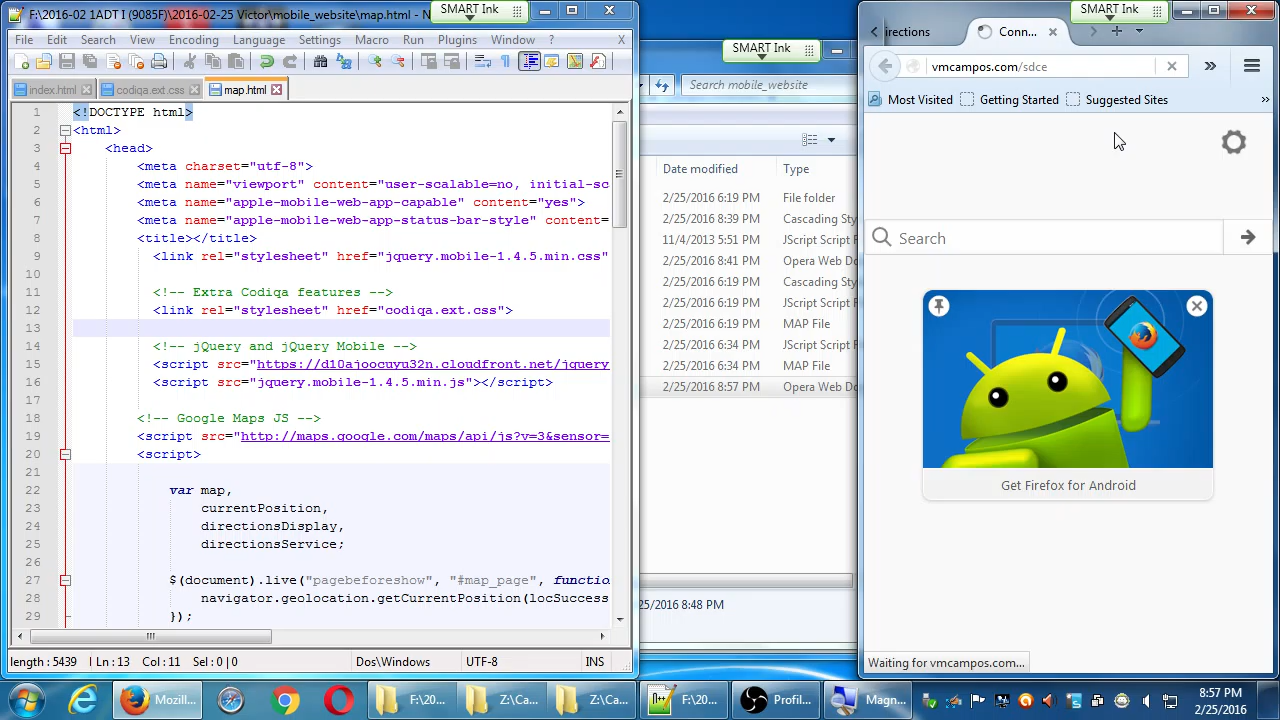 F:\2016-02 1ADT I (9085F)\2016-02-25 Victor\mobile_website\map.html - N
SMART Ink
File Edit Search View Encoding Language Settings Macro Run Plugins Window ? X
index.html
codiqa.ext.css
map.html
1 <!DOCTYPE html>
2 <html>
3 <head>
4 <meta charset="utf-8">
5 <meta name="viewport" content="user-scalable=no, initial-sc
6 <meta name="apple-mobile-web-app-capable" content="yes">
7 <meta name="apple-mobile-web-app-status-bar-style" content=
8 <title></title>
9 <link rel="stylesheet" href="jquery.mobile-1.4.5.min.css"
10
11 <!-- Extra Codiqa features -->
12 <link rel="stylesheet" href="codiqa.ext.css">
13
14 <!-- jQuery and jQuery Mobile -->
15 <script src="https://d10ajoocuyu32n.cloudfront.net/jquery
16 <script src="jquery.mobile-1.4.5.min.js"></script>
17
18 <!-- Google Maps JS -->
19 <script src="http://maps.google.com/maps/api/js?v=3&sensor=
20 <script>
21
22 var map,
23 currentPosition,
24 directionsDisplay,
25 directionsService;
26
27 $(document).live("pagebeforeshow", "#map_page", functio
28 navigator.geolocation.getCurrentPosition(locSuccess
29 });
length : 5439 Ln : 13 Col : 11 Sel : 0 | 0 Dos\Windows UTF-8 INS
SMART Ink
Search mobile_website
Date modified Type
2/25/2016 6:19 PM File folder
2/25/2016 8:39 PM Cascading Sty
11/4/2013 5:51 PM JScript Script F
2/25/2016 8:41 PM Opera Web Do
2/25/2016 6:19 PM Cascading Sty
2/25/2016 6:19 PM JScript Script F
2/25/2016 6:19 PM MAP File
2/25/2016 6:34 PM JScript Script F
2/25/2016 6:34 PM MAP File
2/25/2016 8:57 PM Opera Web Do
25/2016 8:48 PM
SMART Ink
irections
Conn...
vmcampos.com/sdce
Most Visited Getting Started Suggested Sites
Search
Get Firefox for Android
Waiting for vmcampos.com...
Mozill...
F:\20...
Z:\Ca...
Z:\Ca...
F:\20...
Profil...
Magn...
8:57 PM
2/25/2016